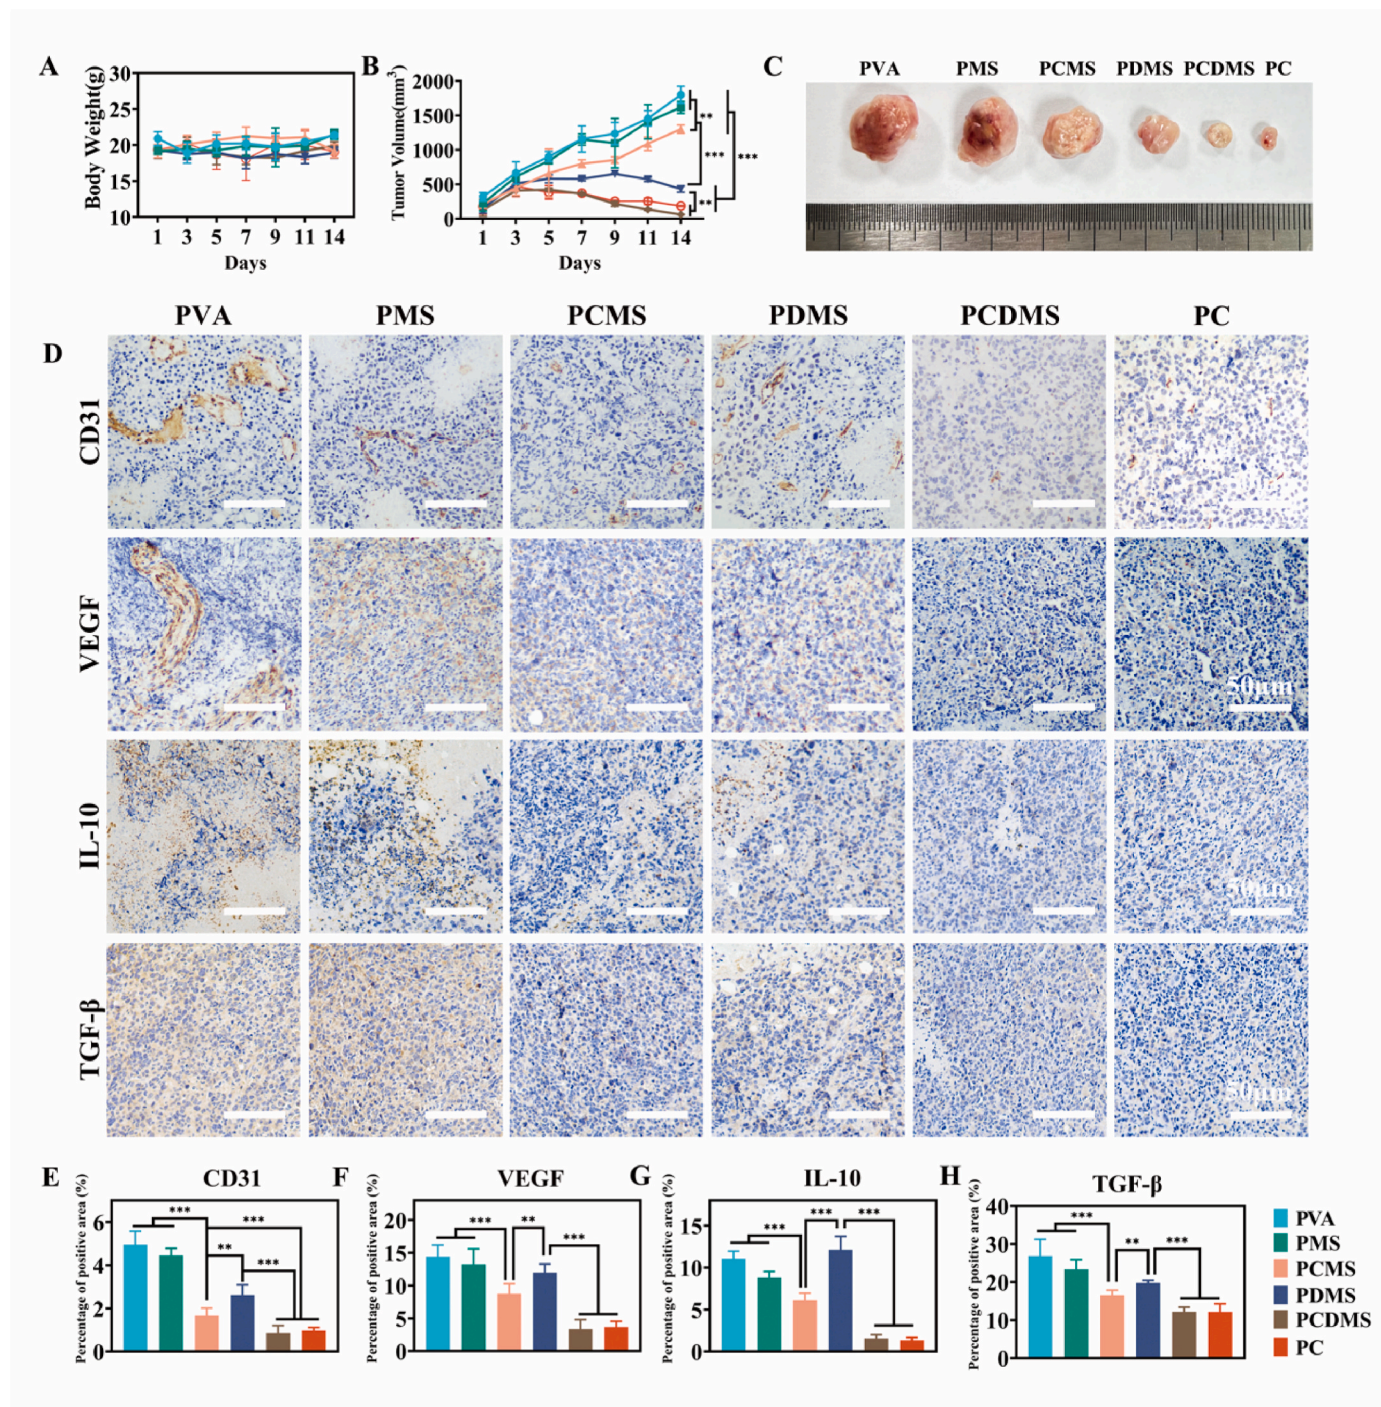 A
Body Weight(g)
30
25
20
15
10
1 3 5 7 9 11 14
Days
B
Tumor Volume(mm³)
2000
1500
1000
500
0
**
***
***
**
1 3 5 7 9 11 14
Days
C
PVA PMS PCMS PDMS PCDMS PC
D
PVA PMS PCMS PDMS PCDMS PC
CD31
VEGF
50μm
IL-10
50μm
TGF-β
50μm
E
CD31
Percentage of positive area (%)
6
4
2
0
***
***
**
***
F
VEGF
Percentage of positive area (%)
20
15
10
5
0
***
**
***
G
IL-10
Percentage of positive area (%)
15
10
5
0
***
***
***
H
TGF-β
Percentage of positive area (%)
40
30
20
10
0
***
**
***
PVA
PMS
PCMS
PDMS
PCDMS
PC